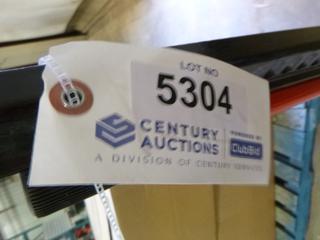 LOT NO
5304
CENTURY AUCTIONS
POWERED BY
ClubBid
A DIVISION OF CENTURY SERVICES